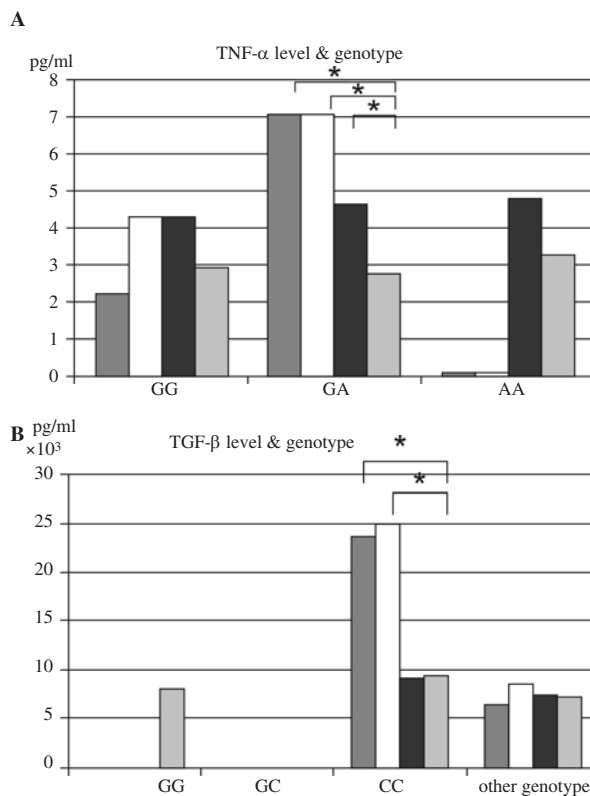 A
TNF-α level & genotype
pg/ml
8
7
6
5
4
3
2
1
0
GG GA AA
*
*
*
B
pg/ml
×10³
TGF-β level & genotype
30
25
20
15
10
5
0
GG GC CC other genotype
*
*